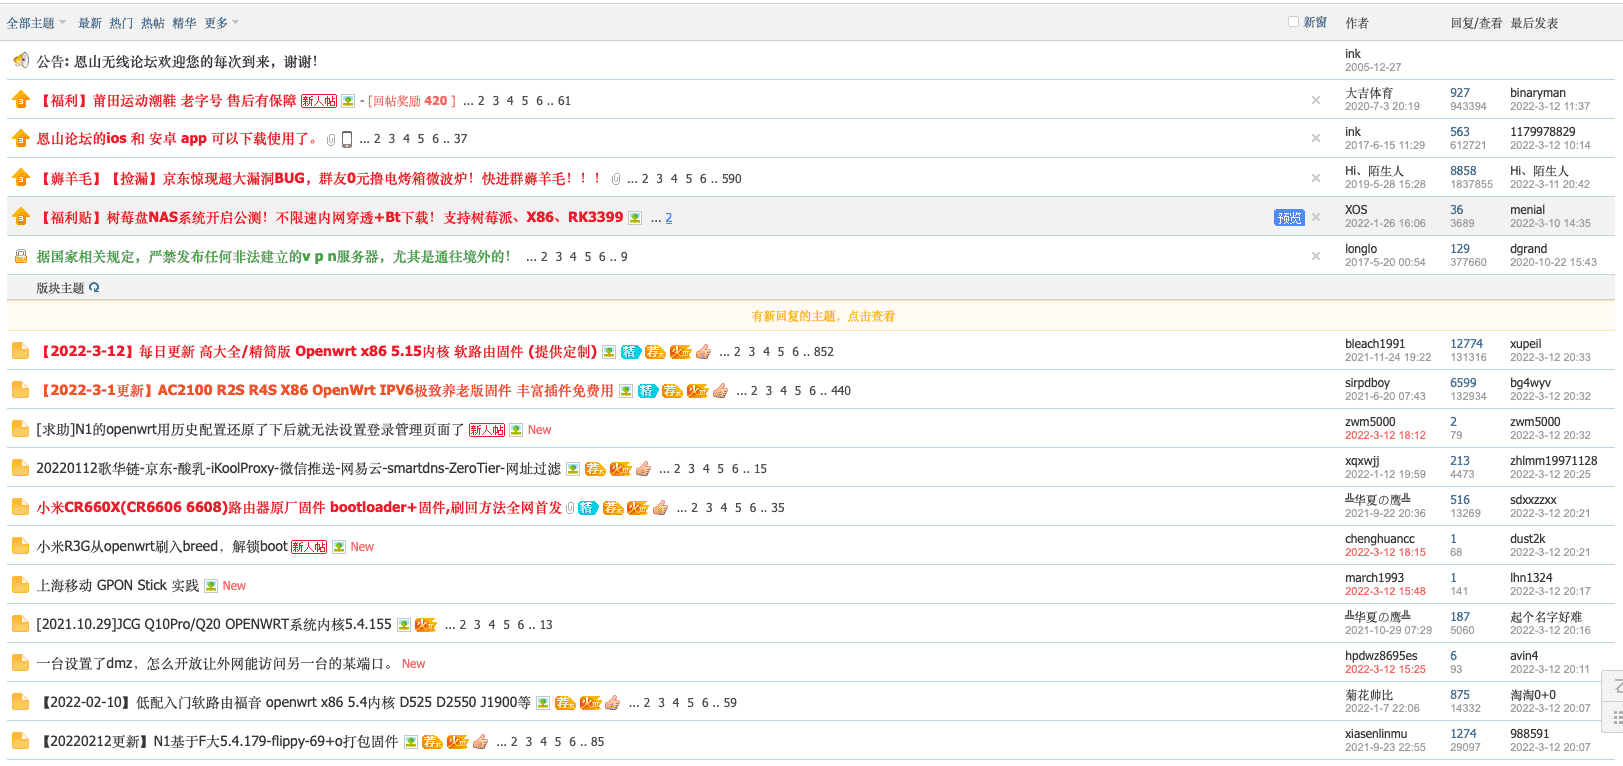 全部主题 最新 热门 热帖 精华 更多 新窗 作者 回复/查看 最后发表
公告: 恩山无线论坛欢迎您的每次到来，谢谢！ ink
2005-12-27
【福利】莆田运动潮鞋 老字号 售后有保障 新人帖 - [回帖奖励 420 ] ... 2 3 4 5 6 .. 61 大吉体育 927 binaryman
2020-7-3 20:19 943394 2022-3-12 11:37
恩山论坛的ios 和 安卓 app 可以下载使用了。 ... 2 3 4 5 6 .. 37 ink 563 1179978829
2017-6-15 11:29 612721 2022-3-12 10:14
【薅羊毛】【捡漏】京东惊现超大漏洞BUG，群友0元撸电烤箱微波炉！快进群薅羊毛！！！ ... 2 3 4 5 6 .. 590 Hi、陌生人 8858 Hi、陌生人
2019-5-28 15:28 1837855 2022-3-11 20:42
【福利贴】树莓盘NAS系统开启公测！不限速内网穿透+Bt下载！支持树莓派、X86、RK3399 ... 2 预览 XOS 36 menial
2022-1-26 16:06 3689 2022-3-10 14:35
据国家相关规定，严禁发布任何非法建立的v p n服务器，尤其是通往境外的！ ... 2 3 4 5 6 .. 9 longlo 129 dgrand
2017-5-20 00:54 377660 2020-10-22 15:43
版块主题
有新回复的主题，点击查看
【2022-3-12】每日更新 高大全/精简版 Openwrt x86 5.15内核 软路由固件 (提供定制) 精 荐 火 ... 2 3 4 5 6 .. 852 bleach1991 12774 xupeil
2021-11-24 19:22 131316 2022-3-12 20:33
【2022-3-1更新】AC2100 R2S R4S X86 OpenWrt IPV6极致养老版固件 丰富插件免费用 精 荐 火 ... 2 3 4 5 6 .. 440 sirpdboy 6599 bg4wyv
2021-6-20 07:43 132934 2022-3-12 20:32
[求助]N1的openwrt用历史配置还原了下后就无法设置登录管理页面了 新人帖 New zwm5000 2 zwm5000
2022-3-12 18:12 79 2022-3-12 20:32
20220112歌华链-京东-酸乳-iKoolProxy-微信推送-网易云-smartdns-ZeroTier-网址过滤 荐 火 ... 2 3 4 5 6 .. 15 xqxwjj 213 zhlmm19971128
2022-1-12 19:59 4473 2022-3-12 20:25
小米CR660X(CR6606 6608)路由器原厂固件 bootloader+固件,刷回方法全网首发 精 荐 火 ... 2 3 4 5 6 .. 35 ╩华夏の鹰╩ 516 sdxxzzxx
2021-9-22 20:36 13269 2022-3-12 20:21
小米R3G从openwrt刷入breed，解锁boot 新人帖 New chenghuancc 1 dust2k
2022-3-12 18:15 68 2022-3-12 20:21
上海移动 GPON Stick 实践 New march1993 1 lhn1324
2022-3-12 15:48 141 2022-3-12 20:17
[2021.10.29]JCG Q10Pro/Q20 OPENWRT系统内核5.4.155 火 ... 2 3 4 5 6 .. 13 ╩华夏の鹰╩ 187 起个名字好难
2021-10-29 07:29 5060 2022-3-12 20:16
一台设置了dmz，怎么开放让外网能访问另一台的某端口。 New hpdwz8695es 6 avin4
2022-3-12 15:25 93 2022-3-12 20:11
【2022-02-10】低配入门软路由福音 openwrt x86 5.4内核 D525 D2550 J1900等 荐 火 ... 2 3 4 5 6 .. 59 菊花帅比 875 淘淘0+0
2022-1-7 22:06 14332 2022-3-12 20:07
【20220212更新】N1基于F大5.4.179-flippy-69+o打包固件 荐 火 ... 2 3 4 5 6 .. 85 xiasenlinmu 1274 988591
2021-9-23 22:55 29097 2022-3-12 20:07